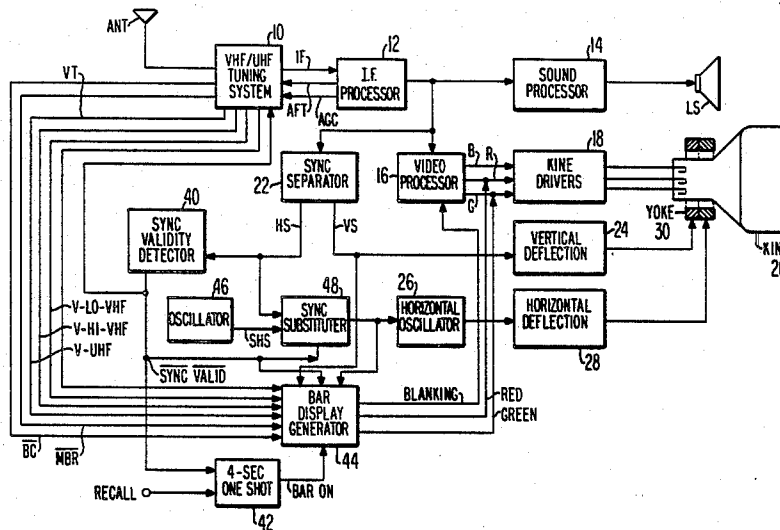 ANT
10
VHF/UHF
TUNING
SYSTEM
VT
IF
AFT
AGC
12
I.F.
PROCESSOR
14
SOUND
PROCESSOR
LS
22
SYNC
SEPARATOR
16
VIDEO
PROCESSOR
B
R
G
18
KINE
DRIVERS
YOKE
30
KIN
2
40
SYNC
VALIDITY
DETECTOR
HS
VS
24
VERTICAL
DEFLECTION
46
OSCILLATOR
SHS
48
SYNC
SUBSTITUTER
26
HORIZONTAL
OSCILLATOR
HORIZONTAL
DEFLECTION
28
V-LO-VHF
V-HI-VHF
V-UHF
SYNC VALID
BAR
DISPLAY
GENERATOR
44
BLANKING
RED
GREEN
BC
MBR
RECALL
4-SEC
ONE SHOT
42
BAR ON